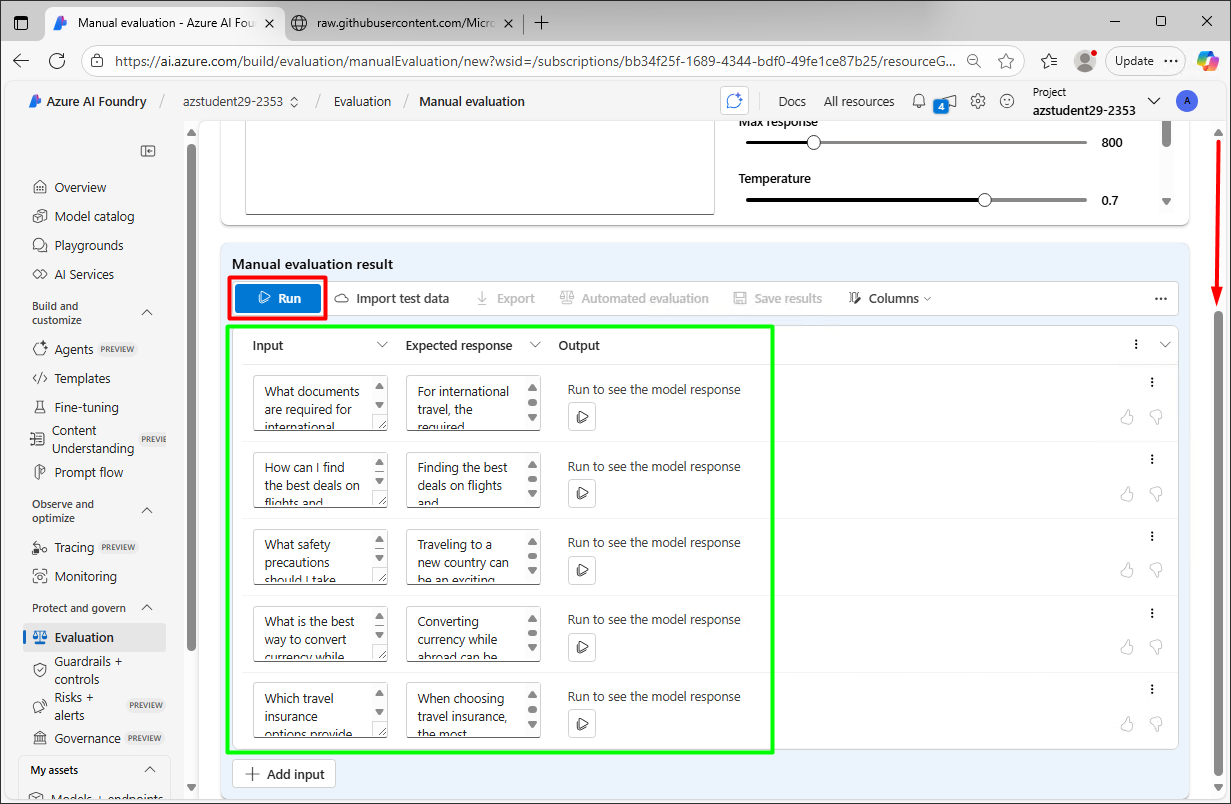 Manual evaluation - Azure AI Fou
raw.githubusercontent.com/Micr
https://ai.azure.com/build/evaluation/manualEvaluation/new?wsid=/subscriptions/bb34f25f-1689-4344-bdf0-49fe1ce87b25/resourceG...
Update
Azure AI Foundry / azstudent29-2353 / Evaluation / Manual evaluation
Docs
All resources
4
Project
azstudent29-2353
A
Overview
Model catalog
Playgrounds
AI Services
Build and
customize
Agents PREVIEW
Templates
Fine-tuning
Content
Understanding PREVIE
Prompt flow
Observe and
optimize
Tracing PREVIEW
Monitoring
Protect and govern
Evaluation
Guardrails +
controls
Risks +
alerts PREVIEW
Governance PREVIEW
My assets
Models + endpoints
Max response
800
Temperature
0.7
Manual evaluation result
Run Import test data Export Automated evaluation Save results Columns
Input Expected response Output
What documents
are required for
international
For international
travel, the
required
Run to see the model response
How can I find
the best deals on
flights and
Finding the best
deals on flights
and
Run to see the model response
What safety
precautions
should I take
Traveling to a
new country can
be an exciting
Run to see the model response
What is the best
way to convert
currency while
Converting
currency while
abroad can be
Run to see the model response
Which travel
insurance
options provide
When choosing
travel insurance,
the most
Run to see the model response
Add input